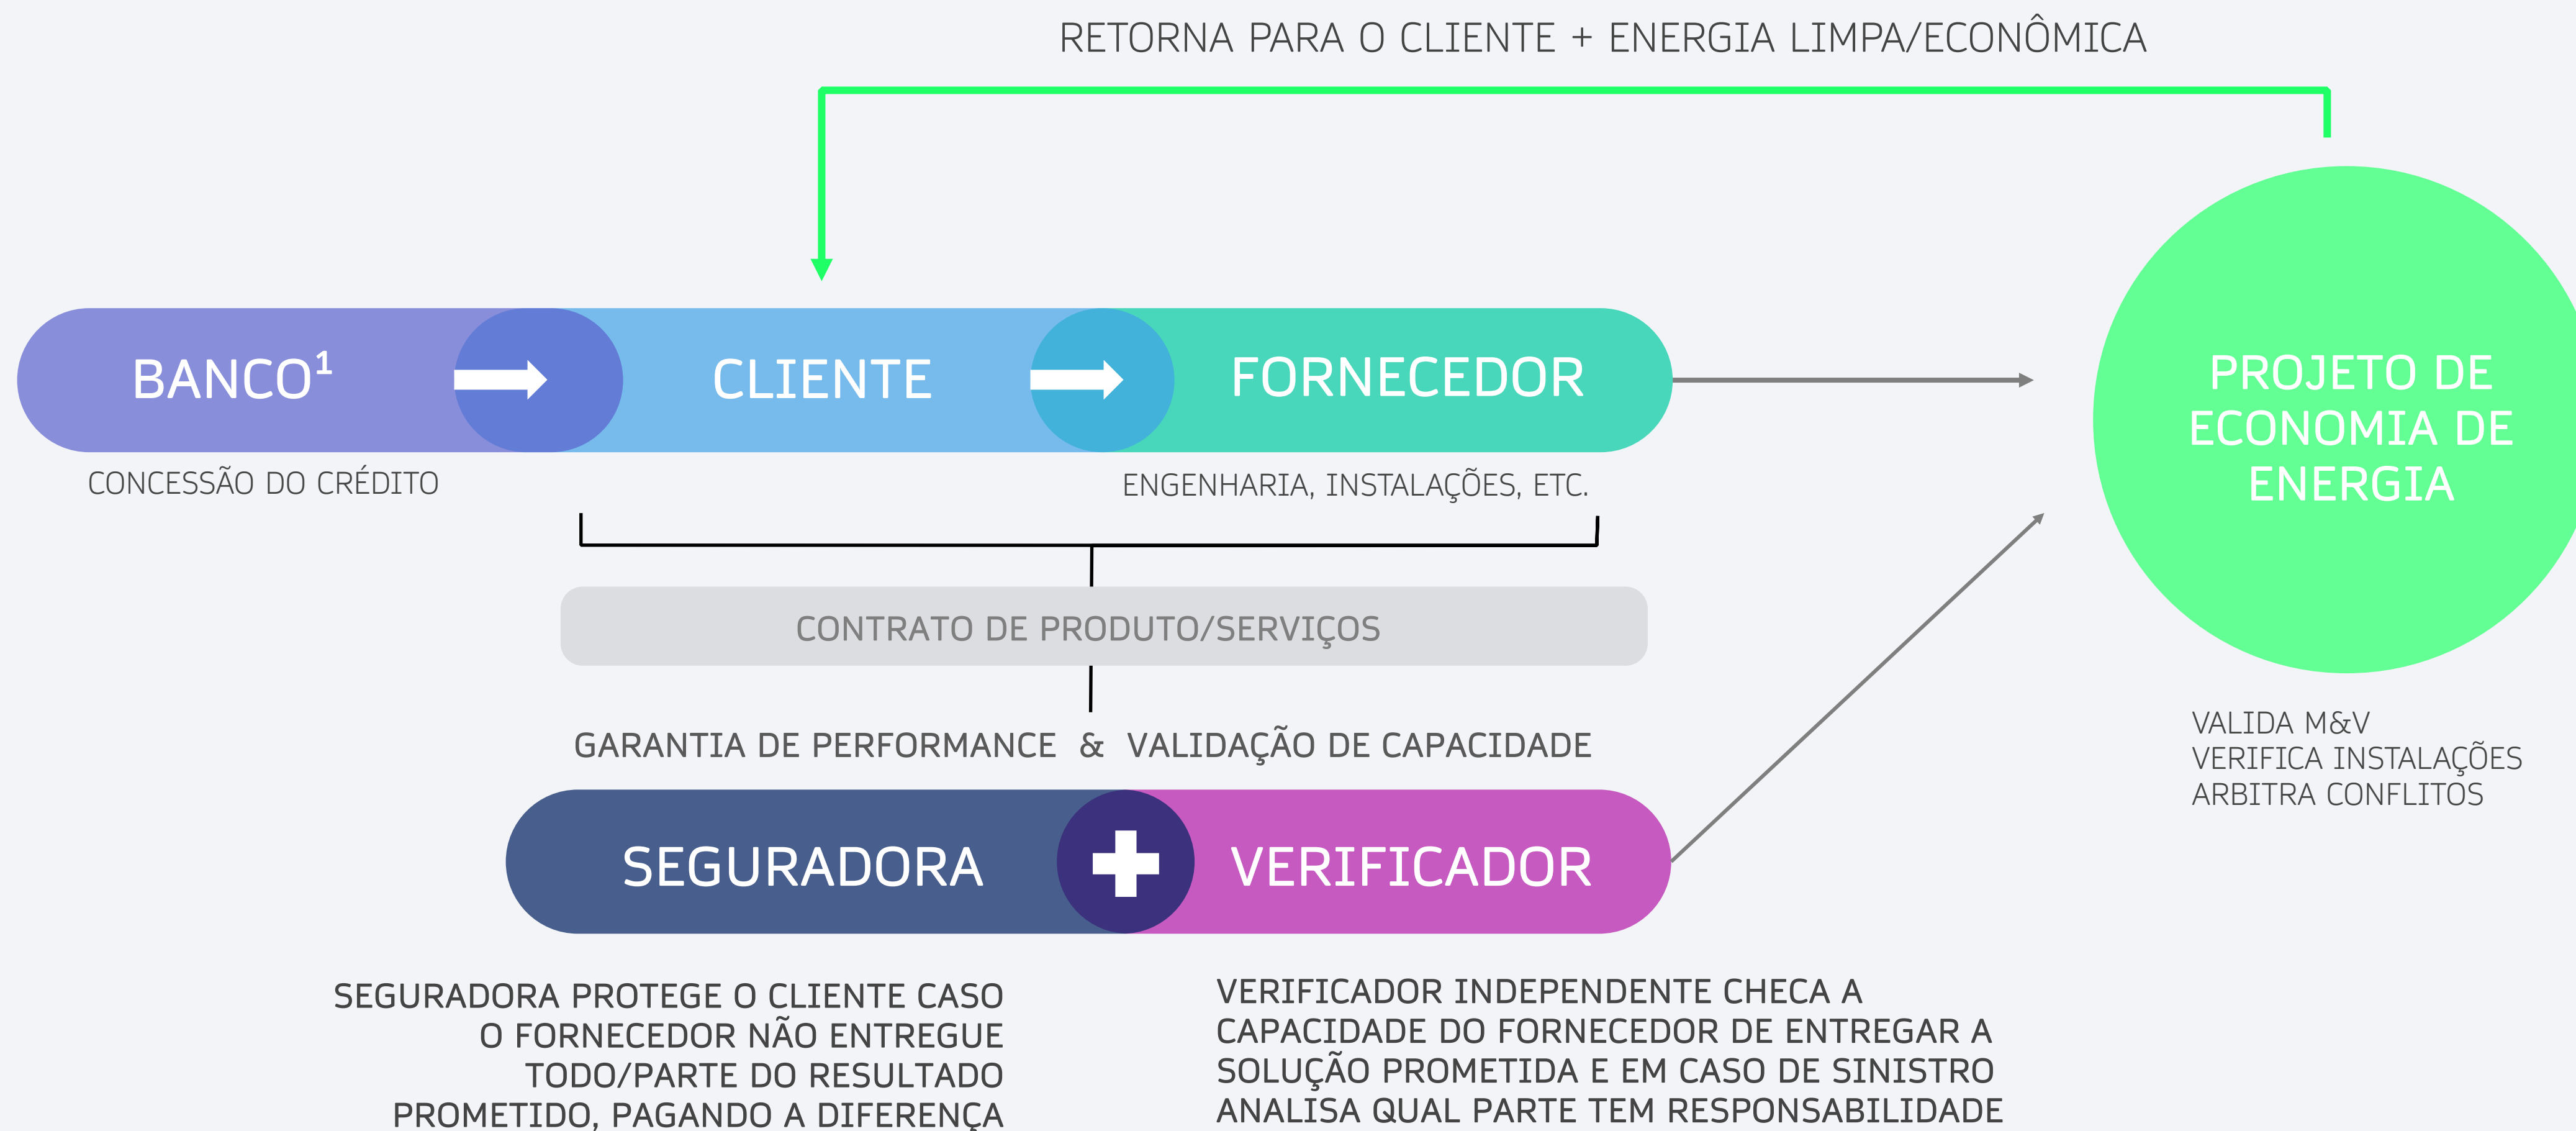 RETORNA PARA O CLIENTE + ENERGIA LIMPA/ECONÔMICA
BANCO¹
CLIENTE
FORNECEDOR
PROJETO DE
ECONOMIA DE
ENERGIA
CONCESSÃO DO CRÉDITO
ENGENHARIA, INSTALAÇÕES, ETC.
CONTRATO DE PRODUTO/SERVIÇOS
GARANTIA DE PERFORMANCE & VALIDAÇÃO DE CAPACIDADE
VALIDA M&V
VERIFICA INSTALAÇÕES
ARBITRA CONFLITOS
SEGURADORA
VERIFICADOR
SEGURADORA PROTEGE O CLIENTE CASO
O FORNECEDOR NÃO ENTREGUE
TODO/PARTE DO RESULTADO
PROMETIDO, PAGANDO A DIFERENÇA
VERIFICADOR INDEPENDENTE CHECA A
CAPACIDADE DO FORNECEDOR DE ENTREGAR A
SOLUÇÃO PROMETIDA E EM CASO DE SINISTRO
ANALISA QUAL PARTE TEM RESPONSABILIDADE